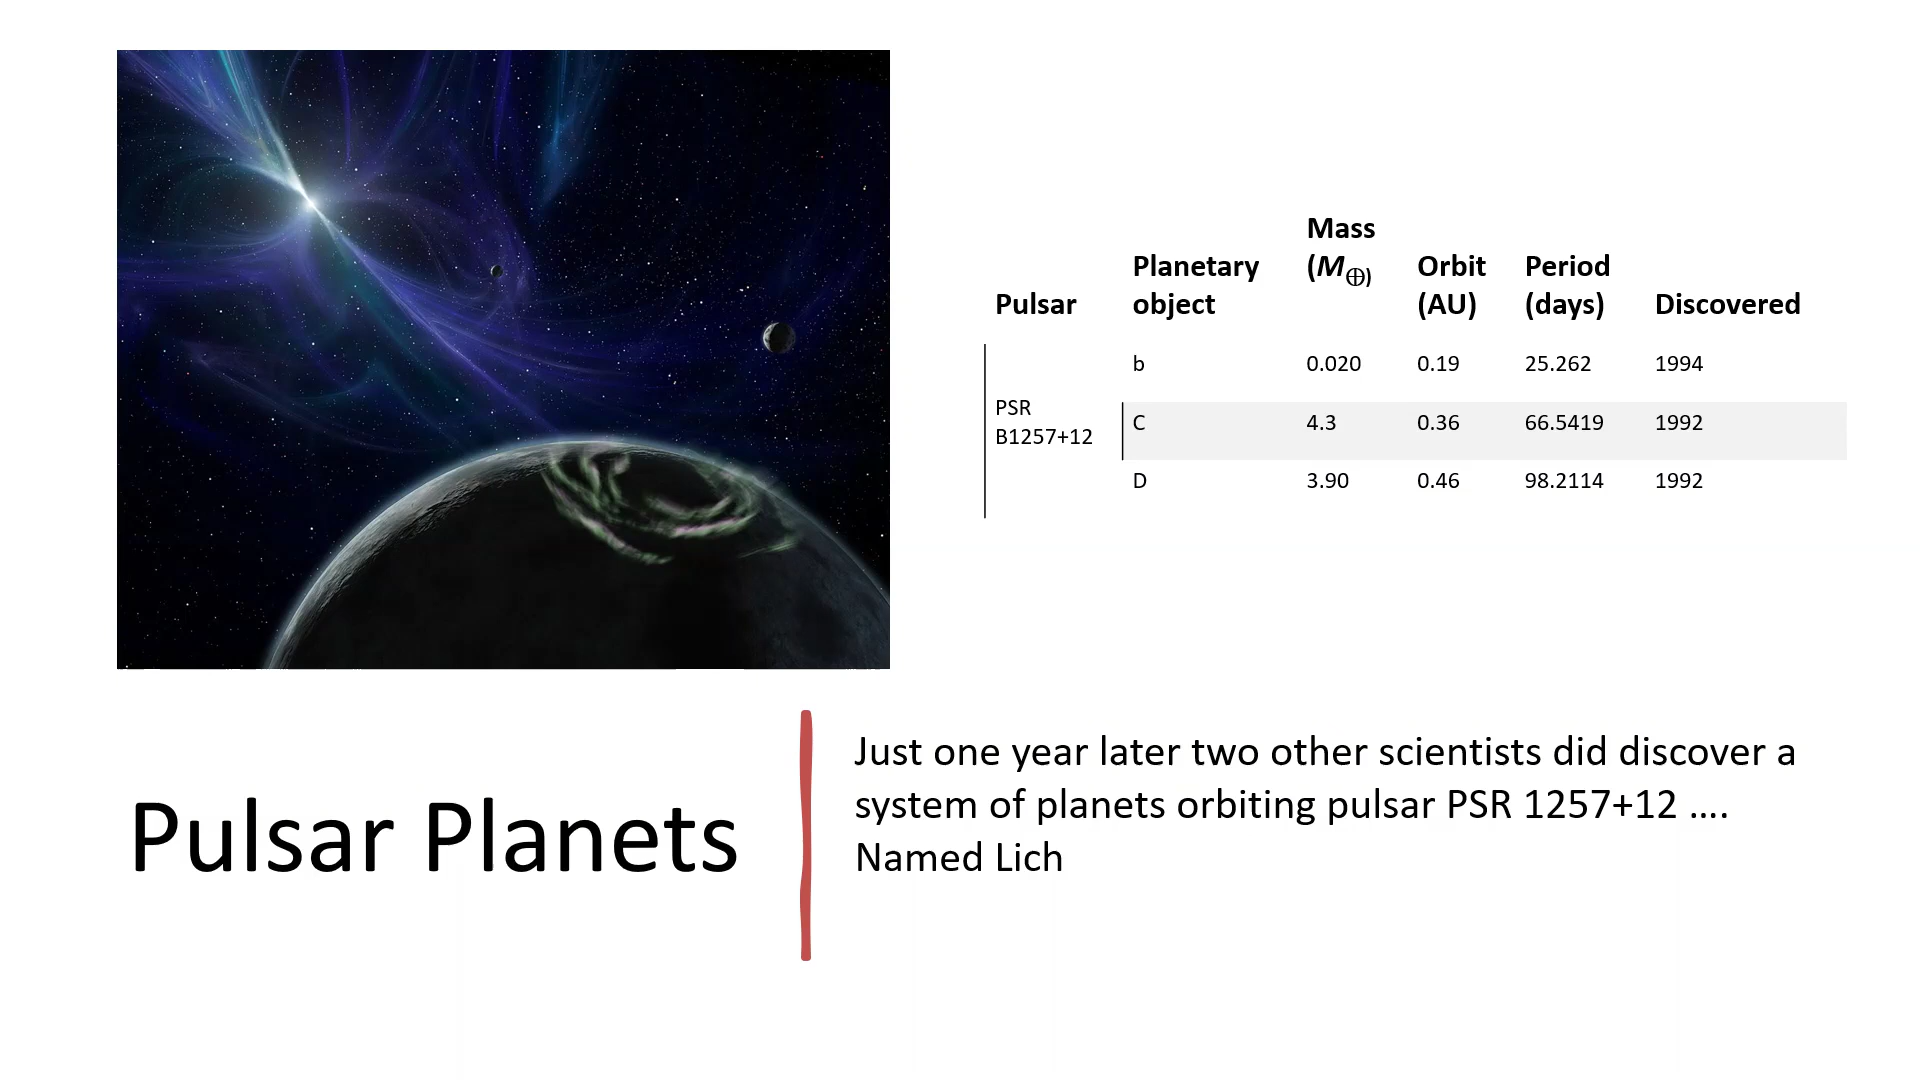 Pulsar
Planetary
object
Mass
(M⊕)
Orbit
(AU)
Period
(days)
Discovered
PSR
B1257+12
b 0.020 0.19 25.262 1994
C 4.3 0.36 66.5419 1992
D 3.90 0.46 98.2114 1992
Pulsar Planets
Just one year later two other scientists did discover a
system of planets orbiting pulsar PSR 1257+12 ....
Named Lich